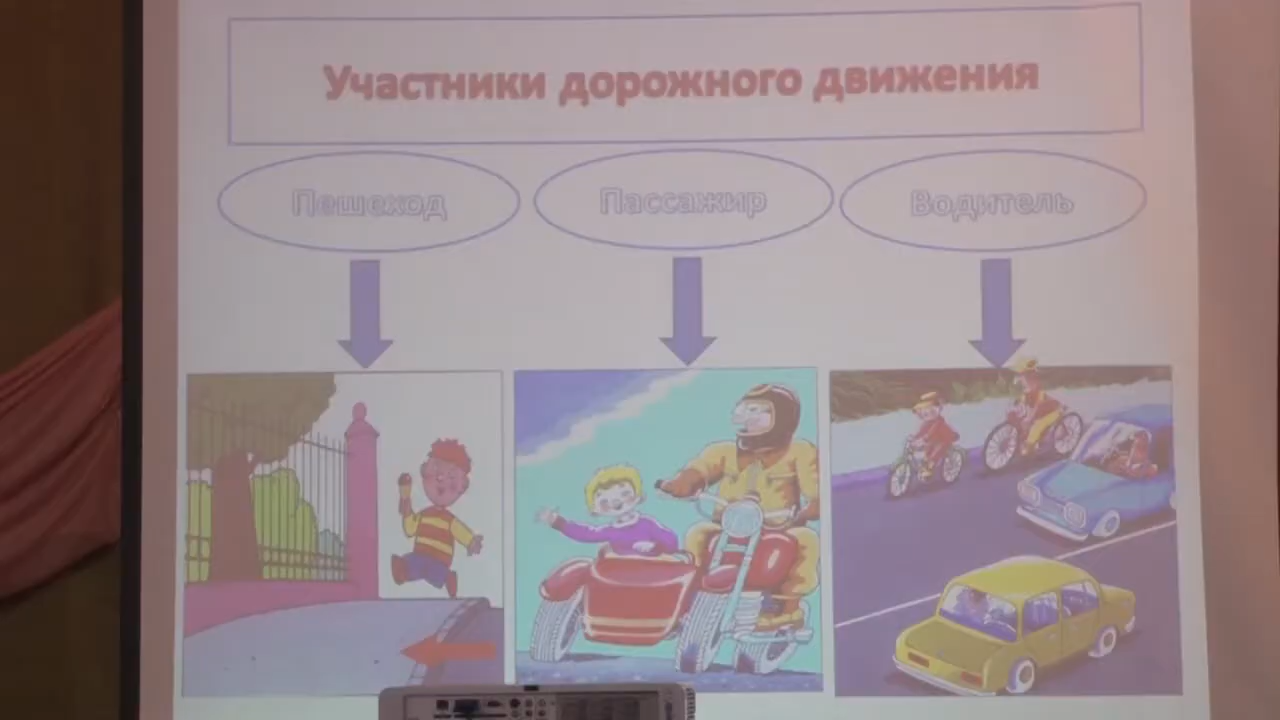 Участники дорожного движения
Пешеход
Пассажир
Водитель